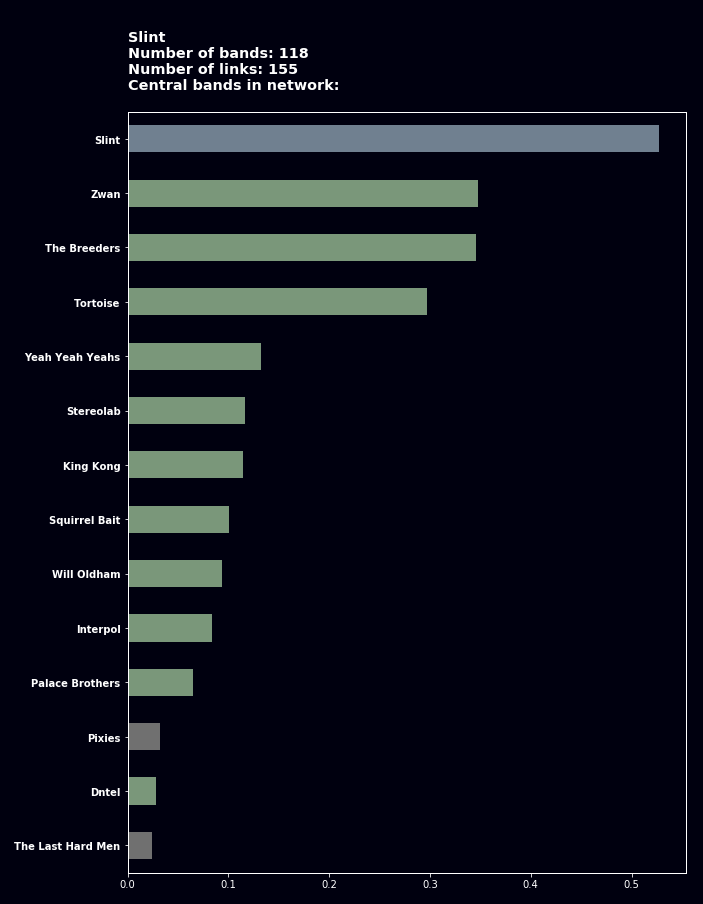 Slint
Number of bands: 118
Number of links: 155
Central bands in network:
Slint
Zwan
The Breeders
Tortoise
Yeah Yeah Yeahs
Stereolab
King Kong
Squirrel Bait
Will Oldham
Interpol
Palace Brothers
Pixies
Dntel
The Last Hard Men
0.0 0.1 0.2 0.3 0.4 0.5